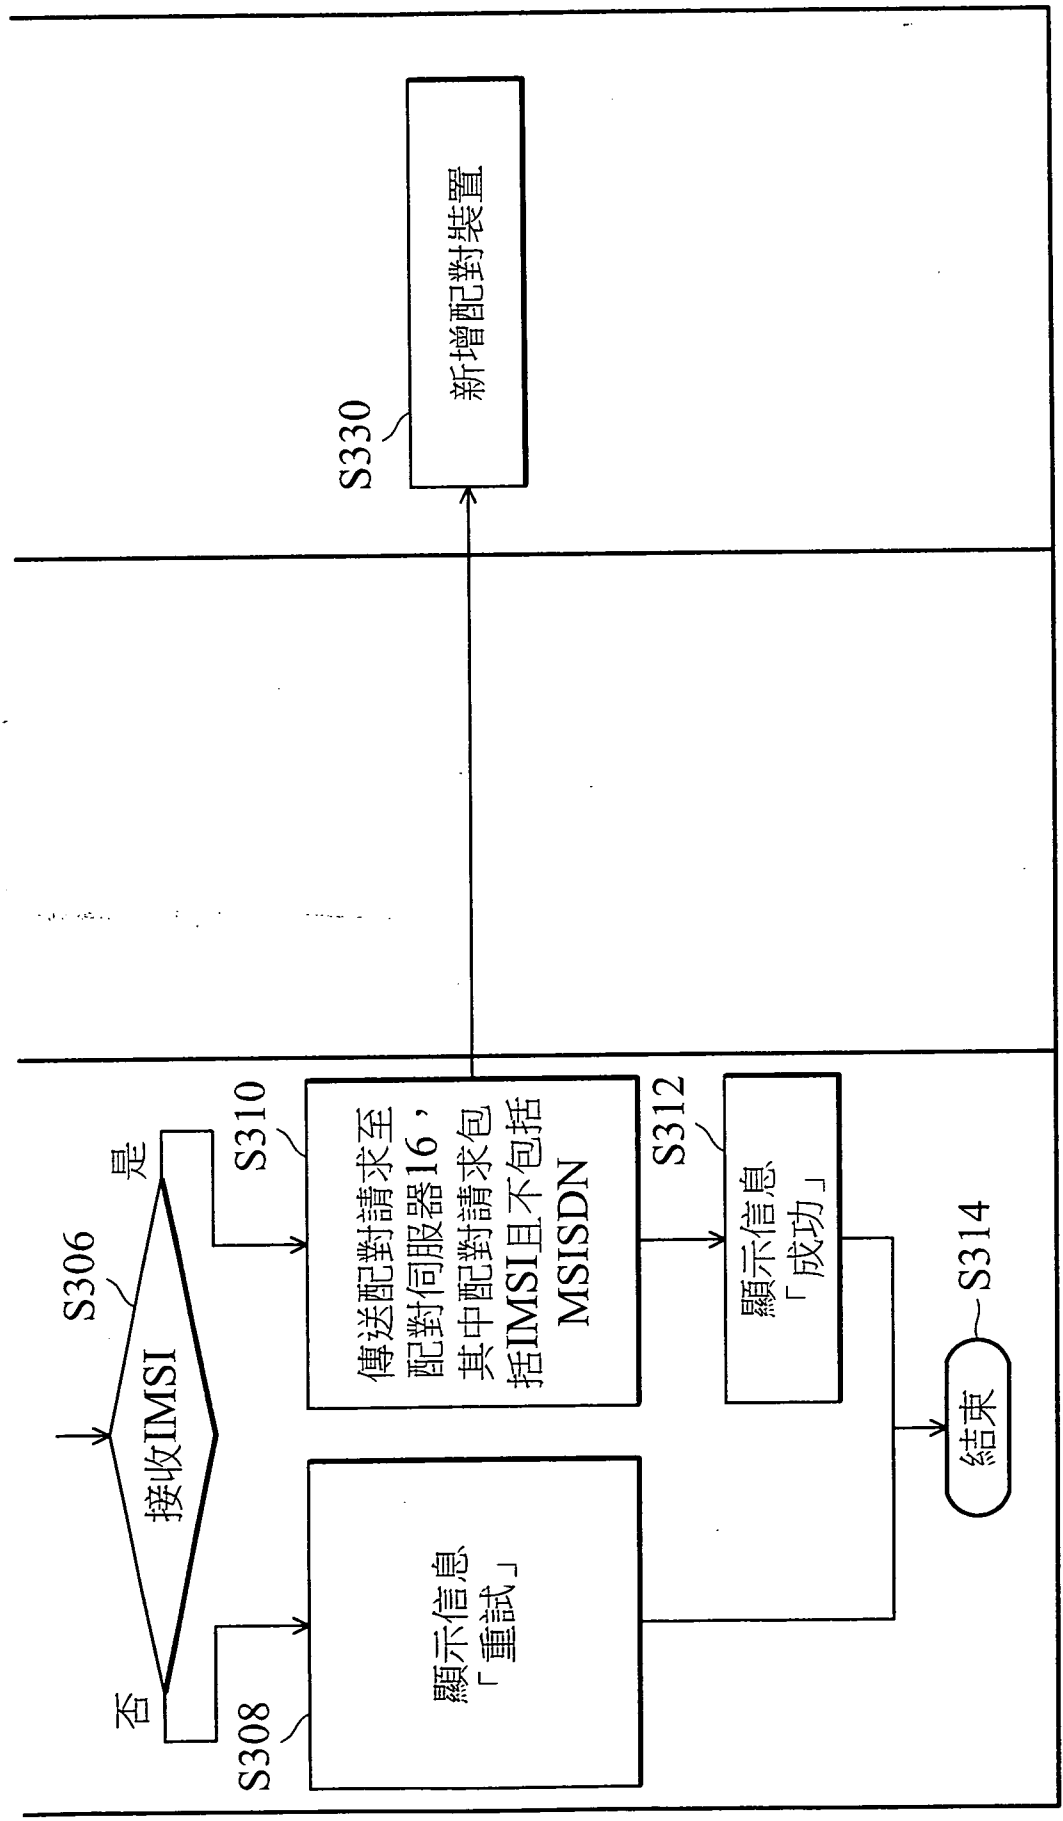 S306
接收IMSI
否
是
S308
顯示信息
「重試」
S310
傳送配對請求至
配對伺服器16，
其中配對請求包
括IMSI且不包括
MSISDN
S330
新增配對裝置
S312
顯示信息
「成功」
S314
結束